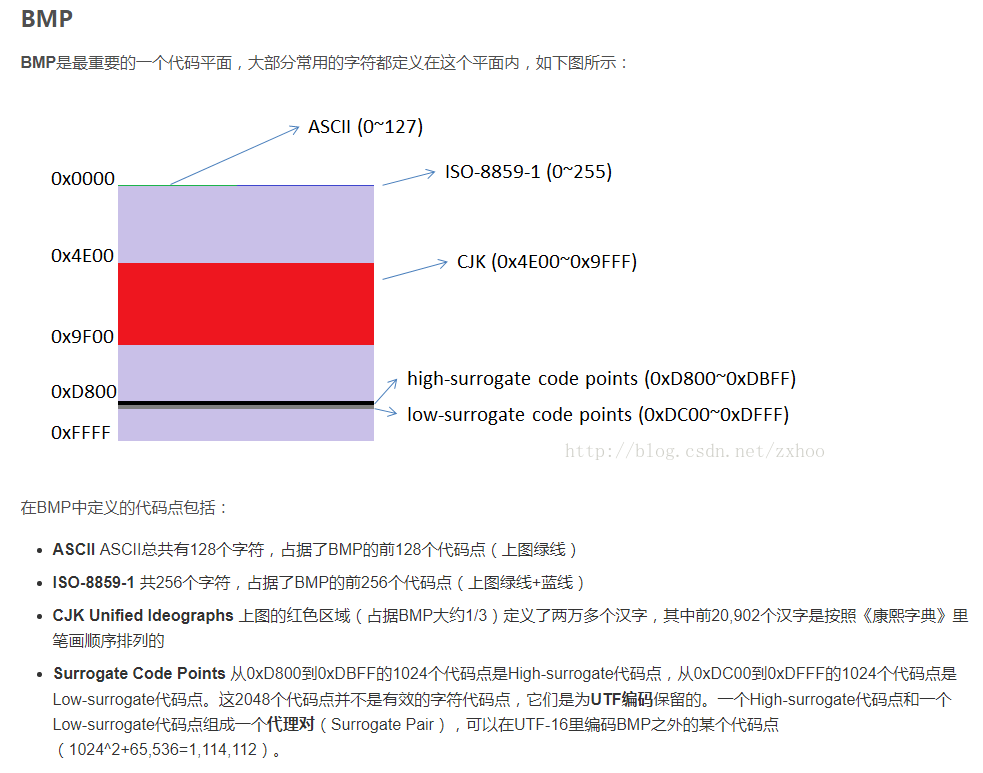 BMP
BMP是最重要的一个代码平面，大部分常用的字符都定义在这个平面内，如下图所示：
ASCII (0~127)
ISO-8859-1 (0~255)
0x0000
0x4E00
CJK (0x4E00~0x9FFF)
0x9F00
0xD800
high-surrogate code points (0xD800~0xDBFF)
low-surrogate code points (0xDC00~0xDFFF)
0xFFFF
http://blog.csdn.net/zxhoo
在BMP中定义的代码点包括：
• ASCII ASCII总共有128个字符，占据了BMP的前128个代码点（上图绿线）
• ISO-8859-1 共256个字符，占据了BMP的前256个代码点（上图绿线+蓝线）
• CJK Unified Ideographs 上图的红色区域（占据BMP大约1/3）定义了两万多个汉字，其中前20,902个汉字是按照《康熙字典》里
笔画顺序排列的
• Surrogate Code Points 从0xD800到0xDBFF的1024个代码点是High-surrogate代码点，从0xDC00到0xDFFF的1024个代码点是
Low-surrogate代码点。这2048个代码点并不是有效的字符代码点，它们是为UTF编码保留的。一个High-surrogate代码点和一个
Low-surrogate代码点组成一个代理对（Surrogate Pair），可以在UTF-16里编码BMP之外的某个代码点
（1024^2+65,536=1,114,112）。